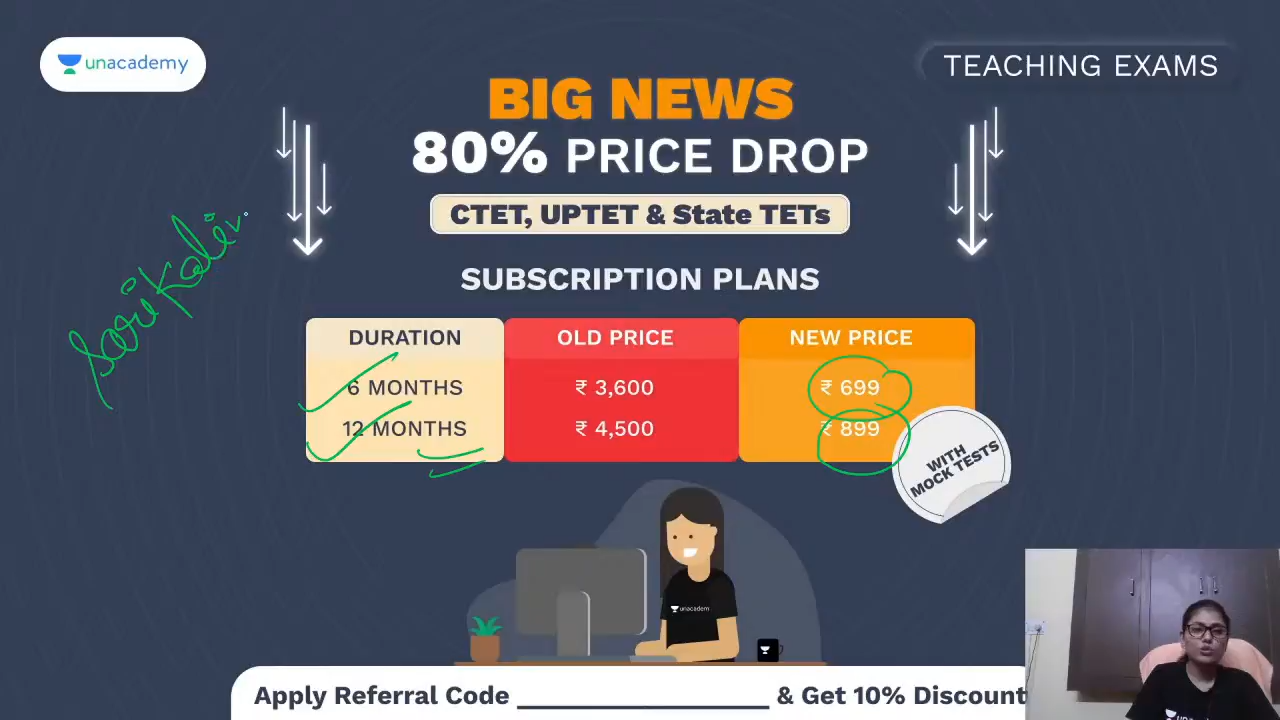 unacademy
TEACHING EXAMS
BIG NEWS
80% PRICE DROP
CTET, UPTET & State TETs
SUBSCRIPTION PLANS
DURATION OLD PRICE NEW PRICE
6 MONTHS ₹ 3,600 ₹ 699
12 MONTHS ₹ 4,500 ₹ 899
WITH
MOCK TESTS
unacademy
Apply Referral Code ____________________ & Get 10% Discount